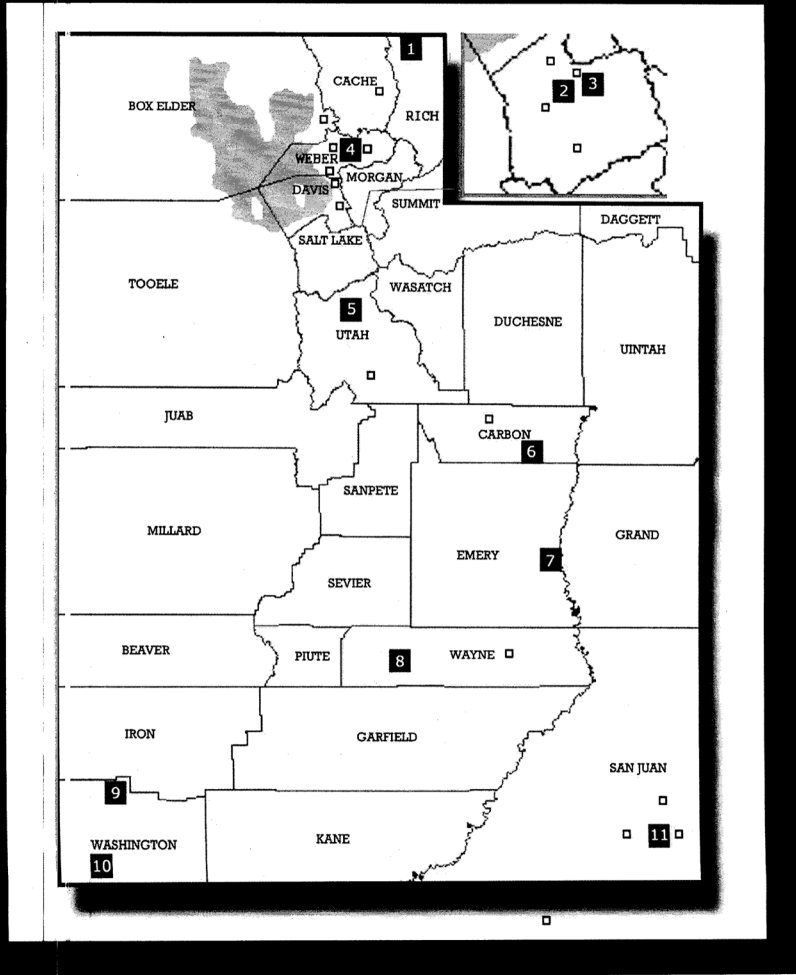 1
CACHE
3
2
BOX ELDER
RICH
4
WEBER
MORGAN
DAVIS
SUMMIT
DAGGETT
SALT LAKE
TOOELE
WASATCH
5
DUCHESNE
UTAH
UINTAH
JUAB
CARBON
6
SANPETE
MILLARD
GRAND
EMERY
7
SEVIER
BEAVER
PIUTE
8
WAYNE
IRON
GARFIELD
SAN JUAN
9
11
KANE
WASHINGTON
10